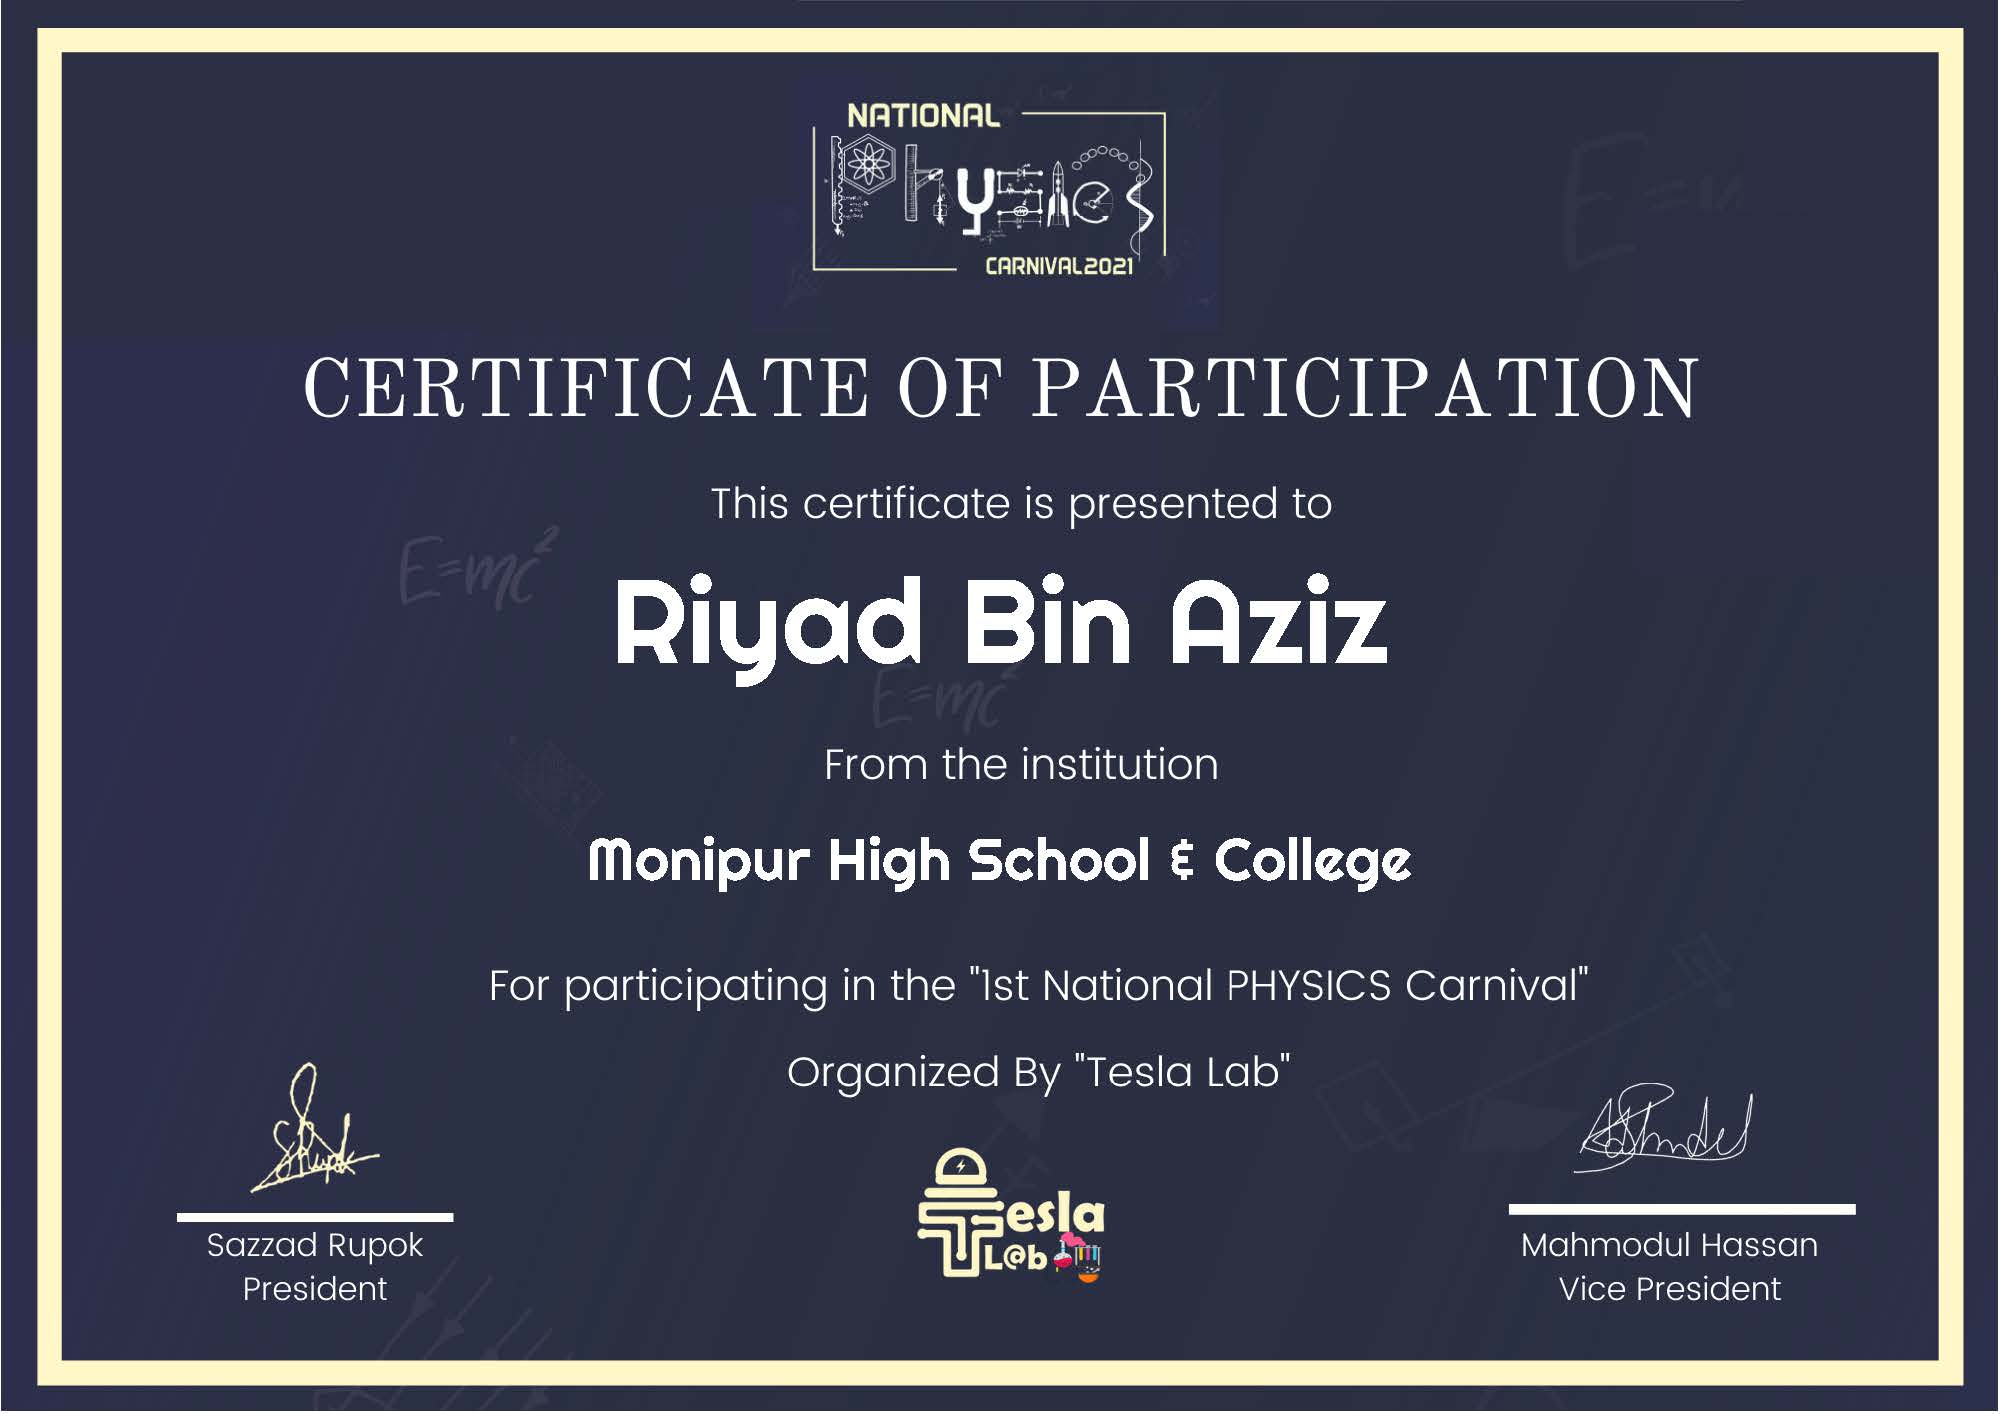 NATIONAL
Physics
CARNIVAL2021
CERTIFICATE OF PARTICIPATION
This certificate is presented to
E=mc²
Riyad Bin Aziz
E=mc²
From the institution
Monipur High School & College
For participating in the "1st National PHYSICS Carnival"
Organized By "Tesla Lab"
Tesla
L@b
Sazzad Rupok
President
Mahmodul Hassan
Vice President